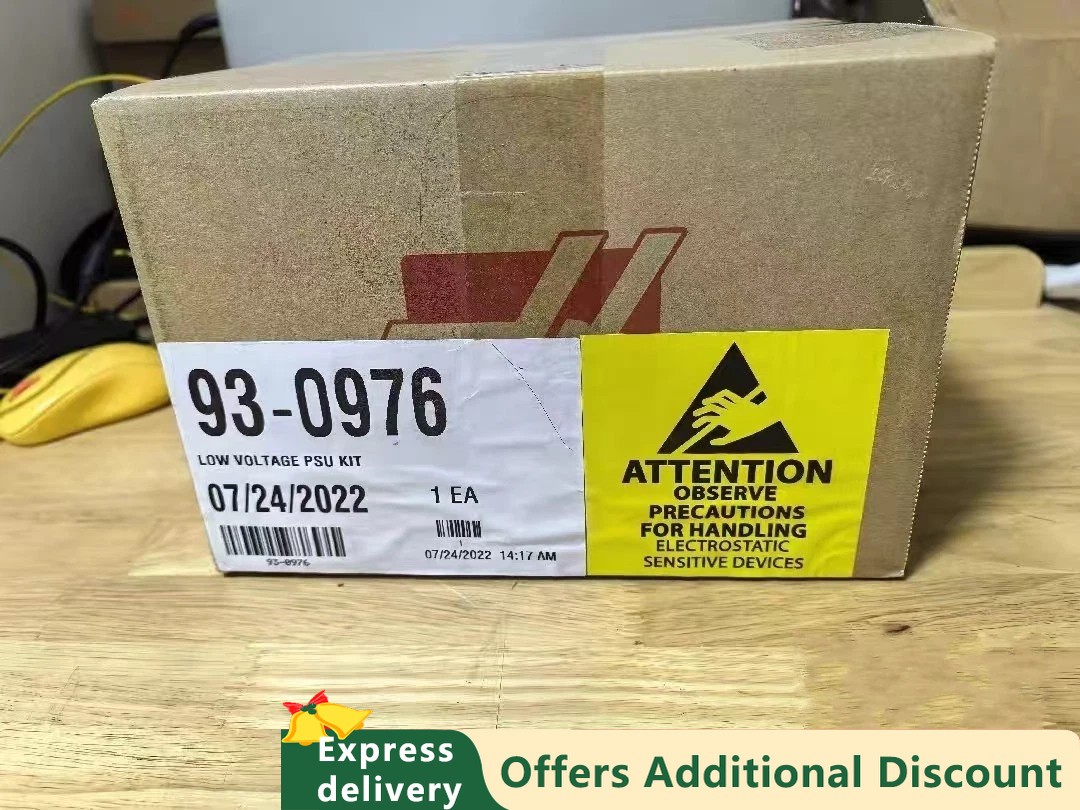 93-0976
LOW VOLTAGE PSU KIT
07/24/2022
1 EA
93-0976
07/24/2022 14:17 AM
ATTENTION
OBSERVE
PRECAUTIONS
FOR HANDLING
ELECTROSTATIC
SENSITIVE DEVICES
Express
delivery
Offers Additional Discount